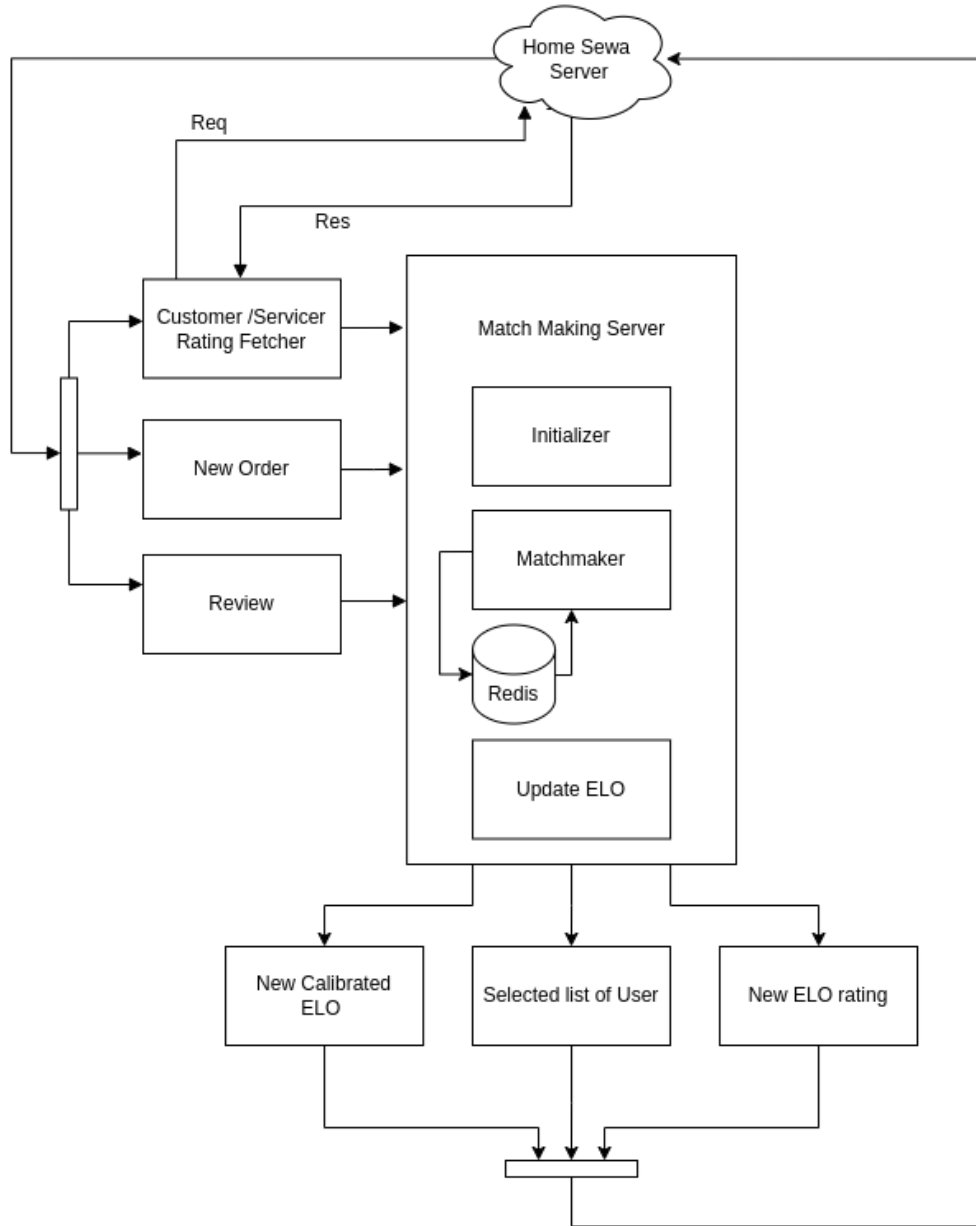 Home Sewa
Server
Req
Res
Customer /Servicer
Rating Fetcher
Match Making Server
Initializer
New Order
Matchmaker
Review
Redis
Update ELO
New Calibrated
ELO
Selected list of User
New ELO rating